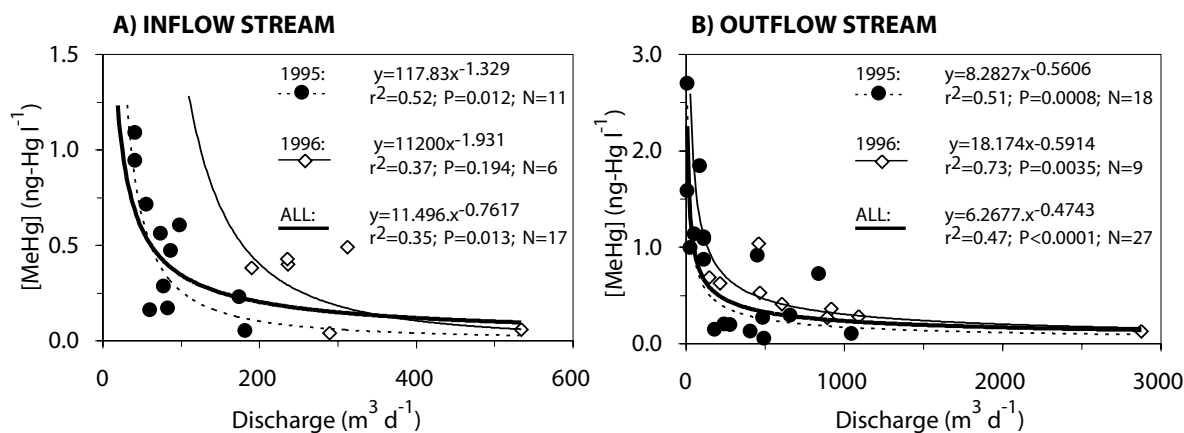 A) INFLOW STREAM
[MeHg] (ng-Hg l-1)
1.5
1.0
0.5
0.0
1995: y=117.83x-1.329
r2=0.52; P=0.012; N=11
1996: y=11200x-1.931
r2=0.37; P=0.194; N=6
ALL: y=11.496.x-0.7617
r2=0.35; P=0.013; N=17
0 200 400 600
Discharge (m3 d-1)
B) OUTFLOW STREAM
[MeHg] (ng-Hg l-1)
3.0
2.0
1.0
0.0
1995: y=8.2827x-0.5606
r2=0.51; P=0.0008; N=18
1996: y=18.174x-0.5914
r2=0.73; P=0.0035; N=9
ALL: y=6.2677x-0.4743
r2=0.47; P<0.0001; N=27
0 1000 2000 3000
Discharge (m3 d-1)